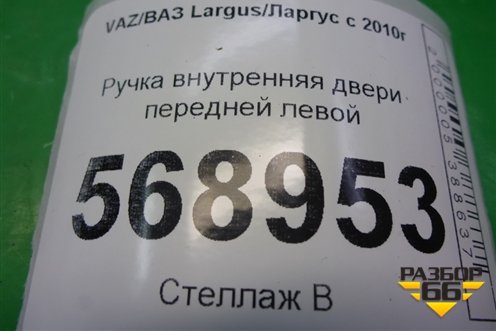 VAZ/ВАЗ Largus/Ларгус с 2010г
Ручка внутренняя двери
передней левой
568953
Стеллаж В
РАЗБОР
66